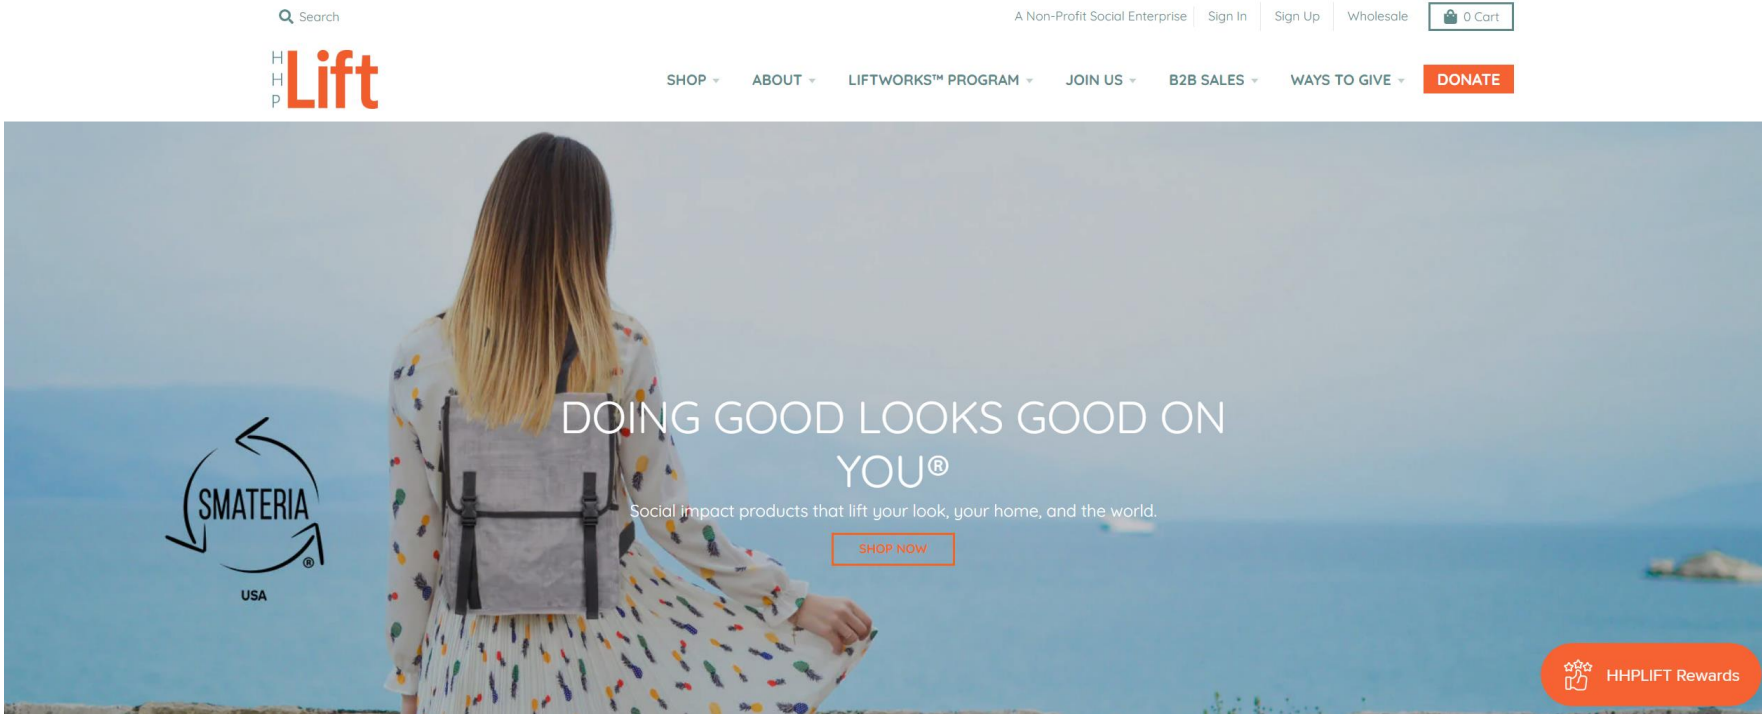 Search
A Non-Profit Social Enterprise
Sign In
Sign Up
Wholesale
0 Cart
HHP Lift
SHOP
ABOUT
LIFTWORKS™ PROGRAM
JOIN US
B2B SALES
WAYS TO GIVE
DONATE
DOING GOOD LOOKS GOOD ON
YOU®
Social impact products that lift your look, your home, and the world.
SHOP NOW
SMATERIA
®
USA
HHPLIFT Rewards